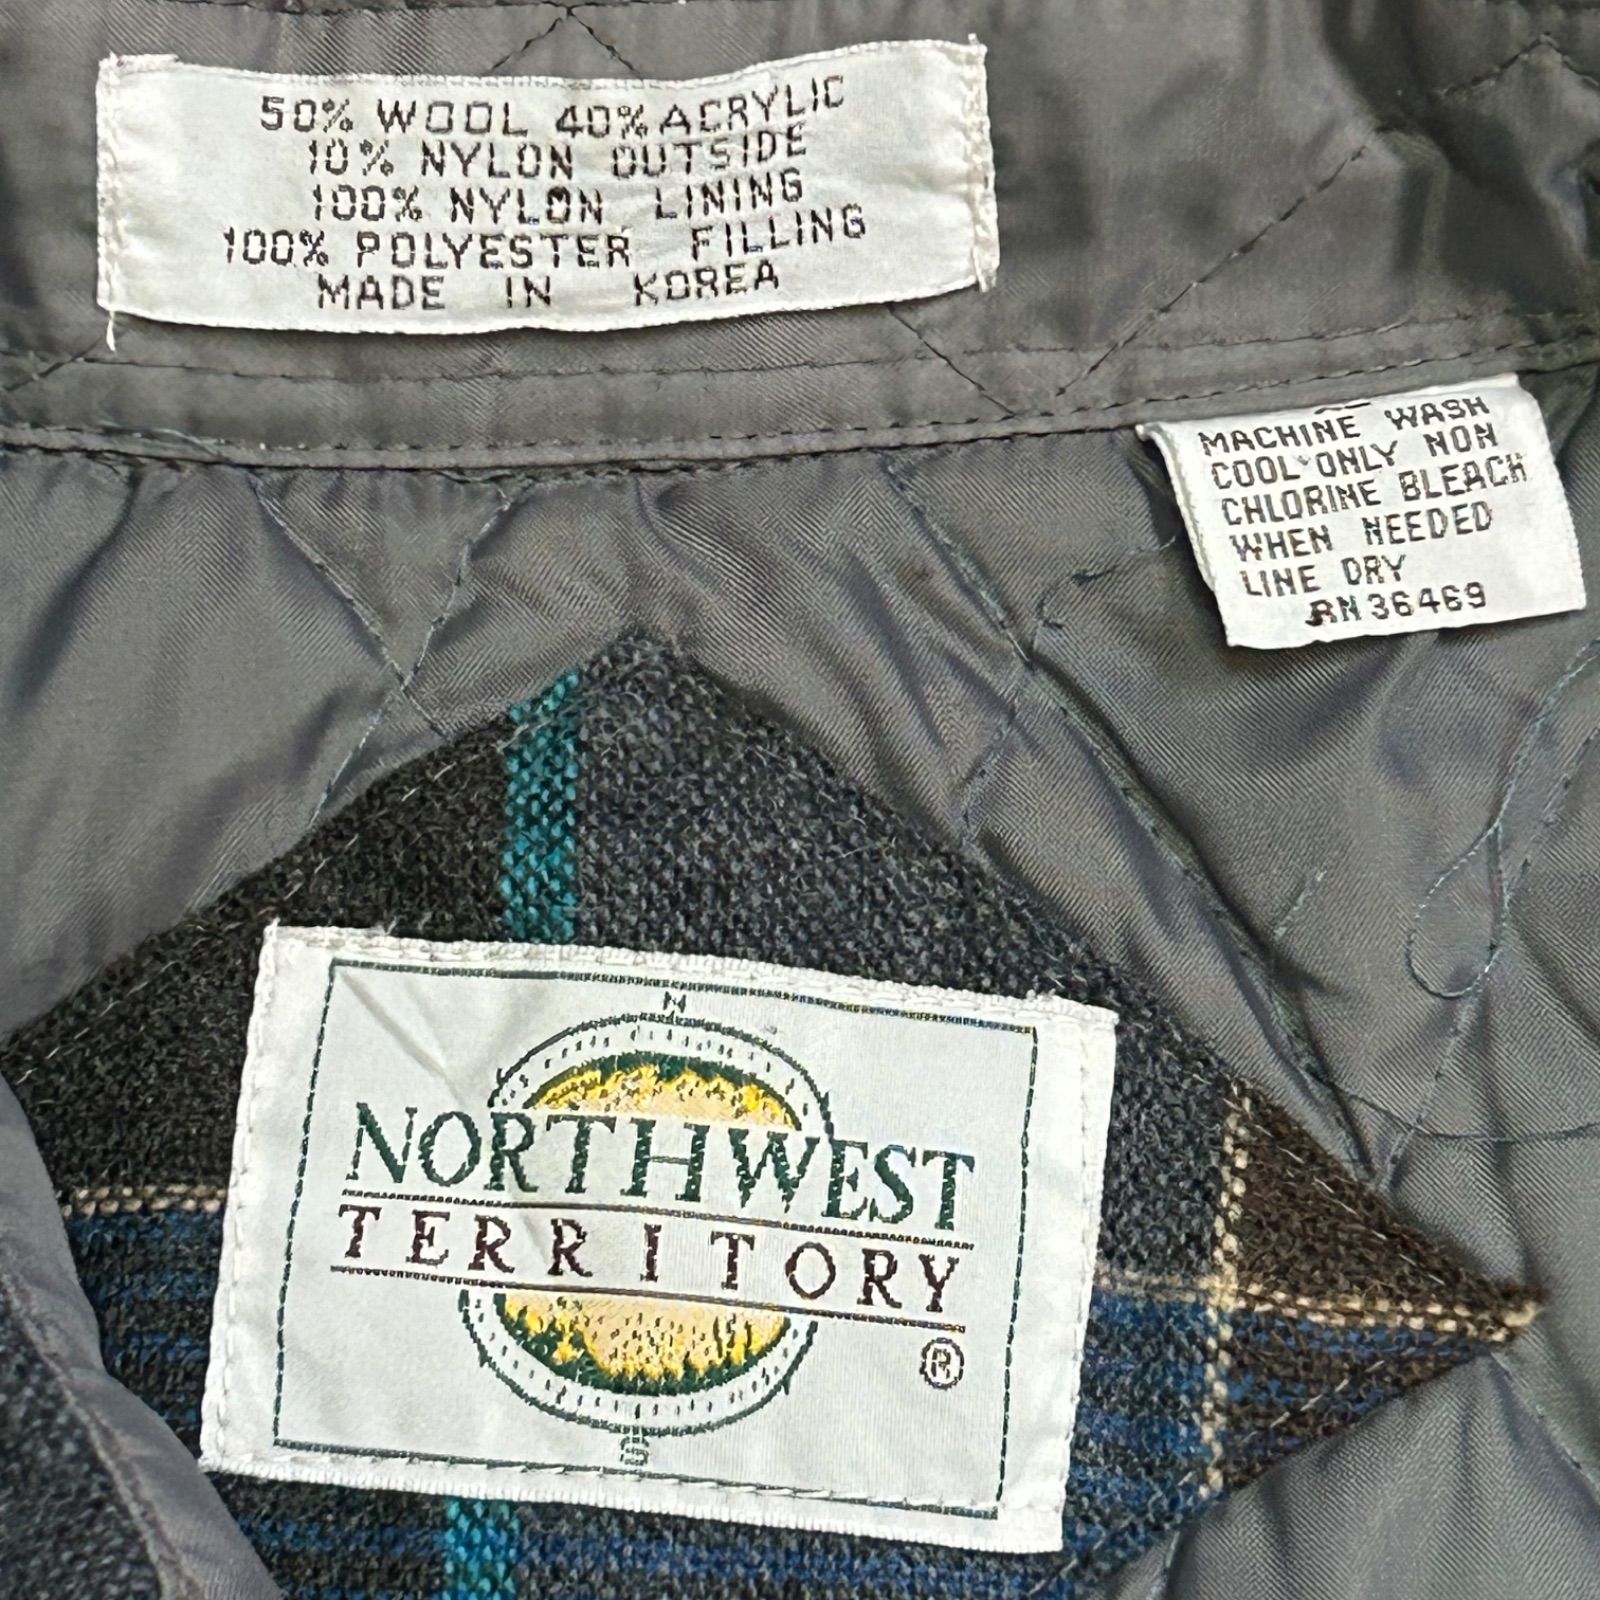 50% WOOL 40% ACRYLIC
10% NYLON OUTSIDE
100% NYLON LINING
100% POLYESTER FILLING
MADE IN KOREA
MACHINE WASH
COOL ONLY NON
CHLORINE BLEACH
WHEN NEEDED
LINE DRY
RN 36469
N
NORTHWEST
TERRITORY
®
S